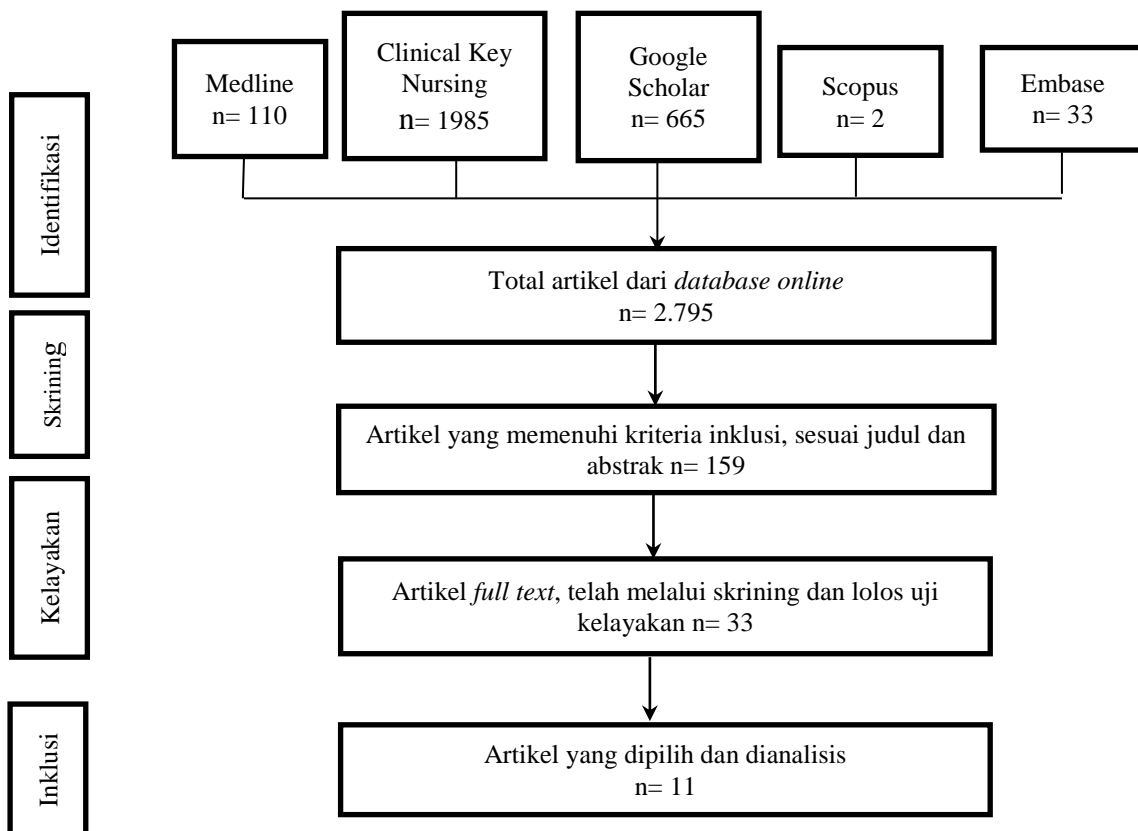 Medline
n= 110
Clinical Key
Nursing
n= 1985
Google
Scholar
n= 665
Scopus
n= 2
Embase
n= 33
Identifikasi
Total artikel dari database online
n= 2.795
Skrining
Artikel yang memenuhi kriteria inklusi, sesuai judul dan
abstrak n= 159
Kelayakan
Artikel full text, telah melalui skrining dan lolos uji
kelayakan n= 33
Inklusi
Artikel yang dipilih dan dianalisis
n= 11